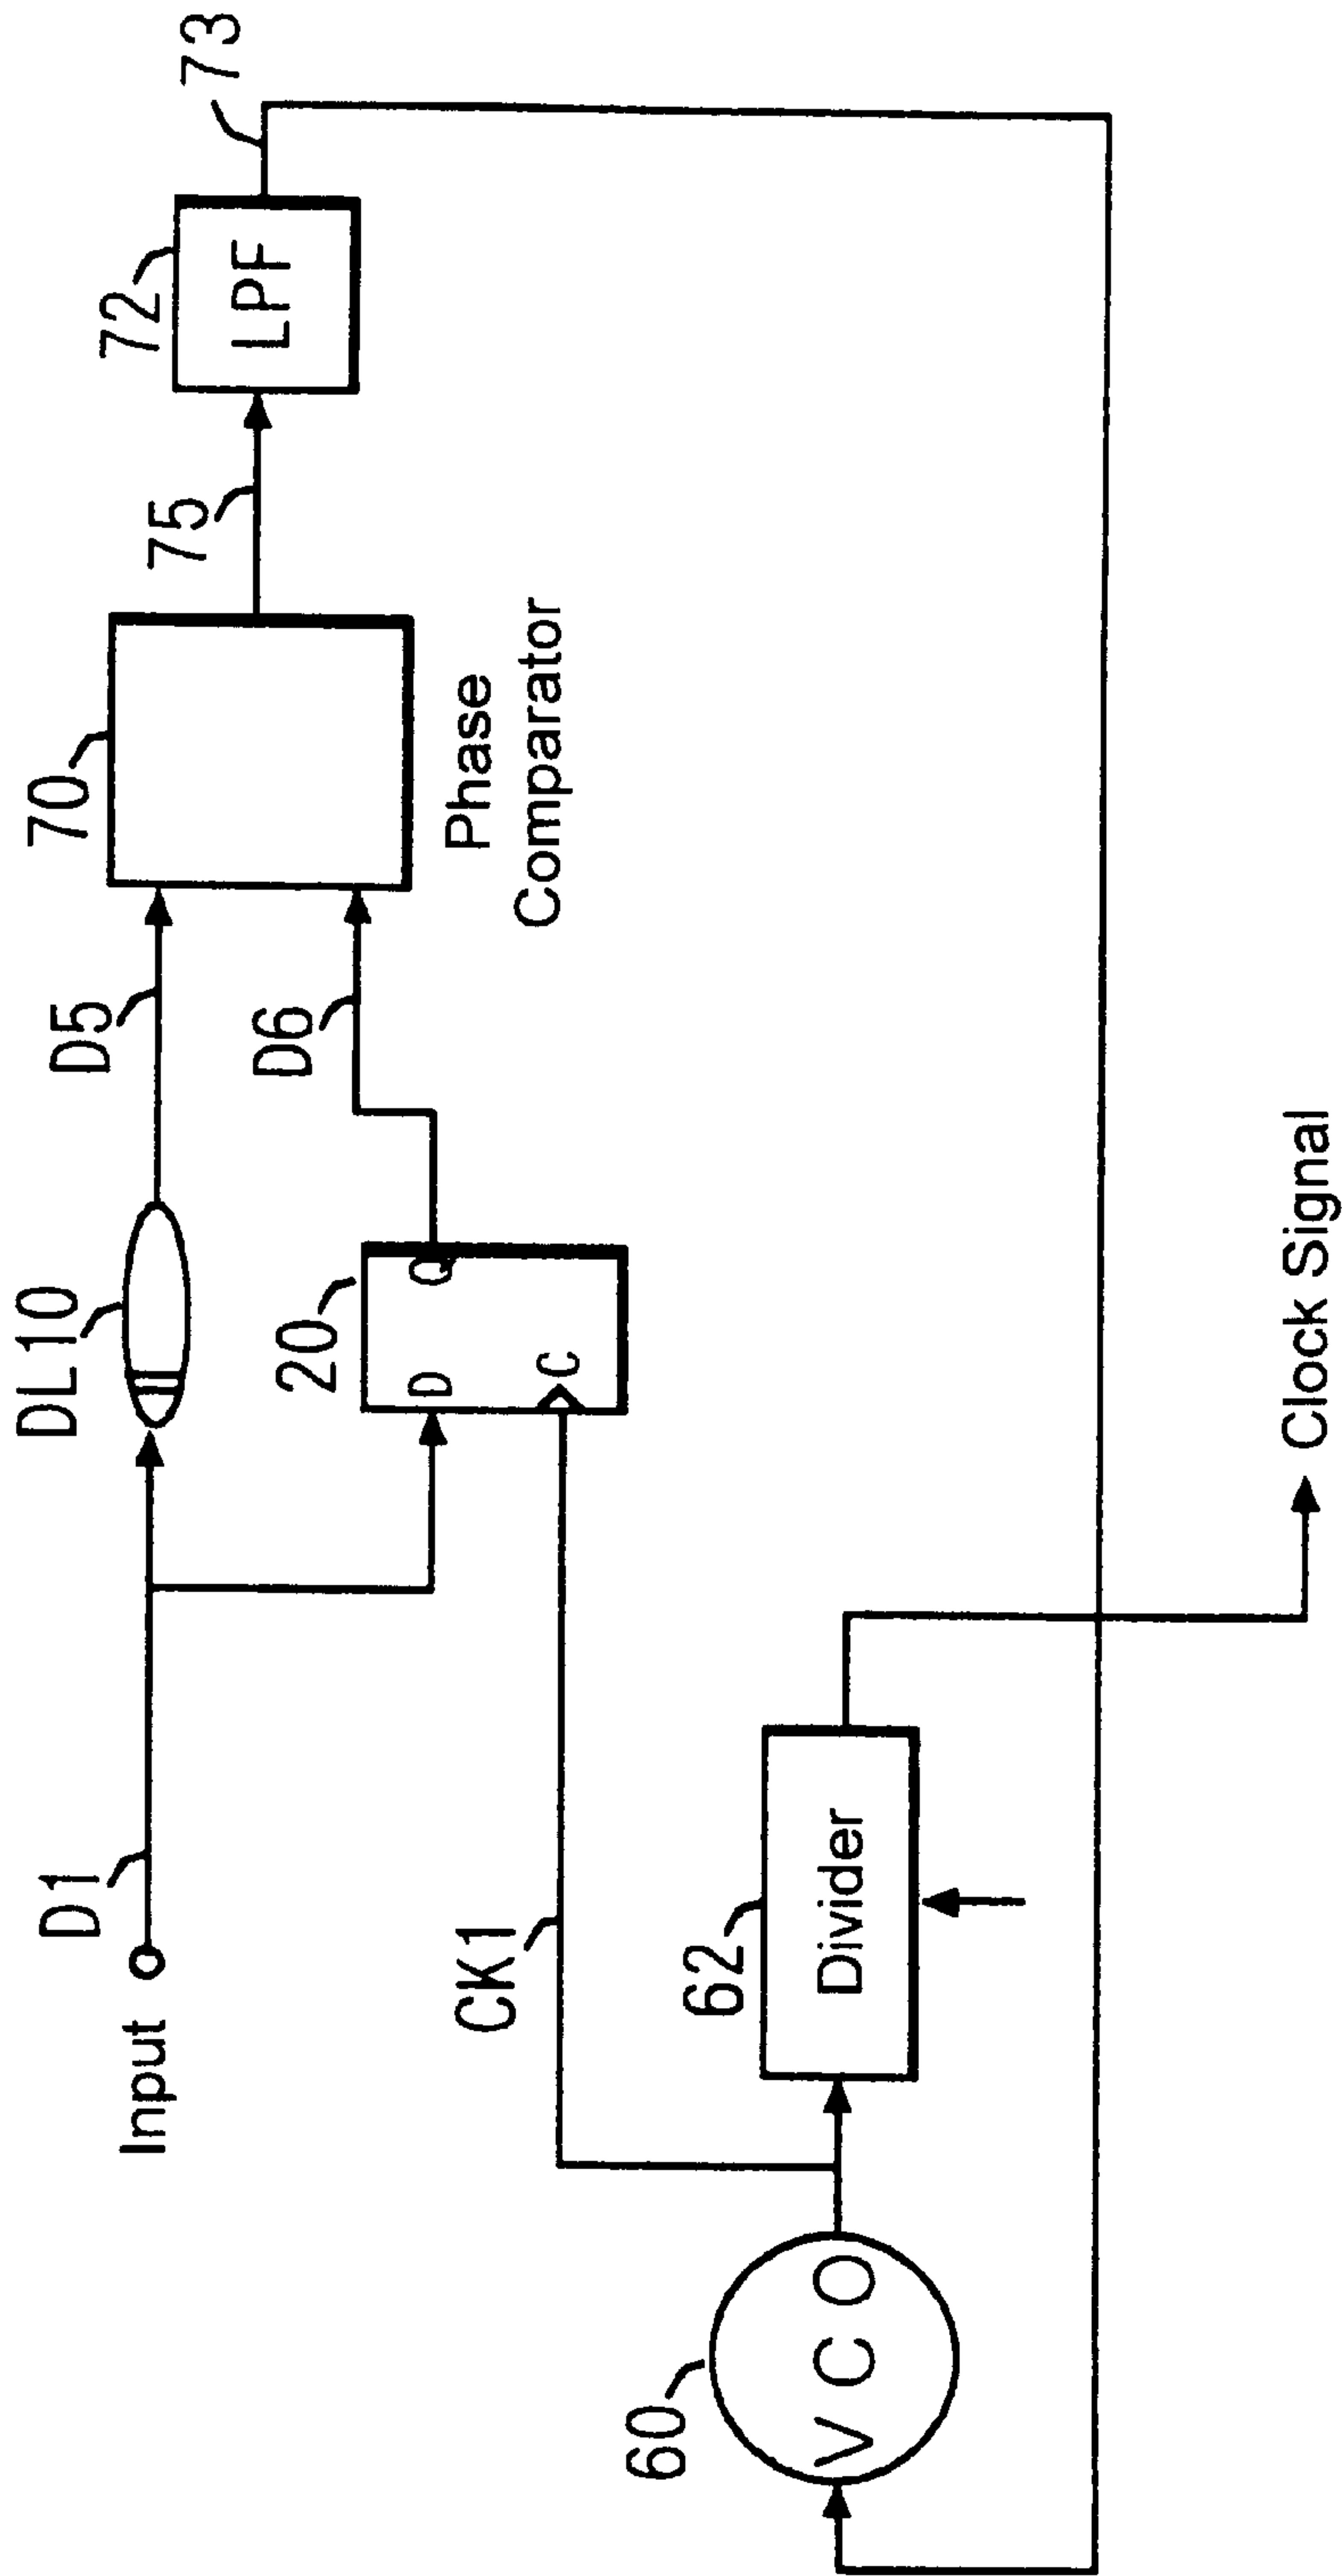 Input
D1
DL10
D5
70
75
72
LPF
73
D6
Phase
Comparator
20
D
Q
C
CK1
62
Divider
60
V C O
Clock Signal